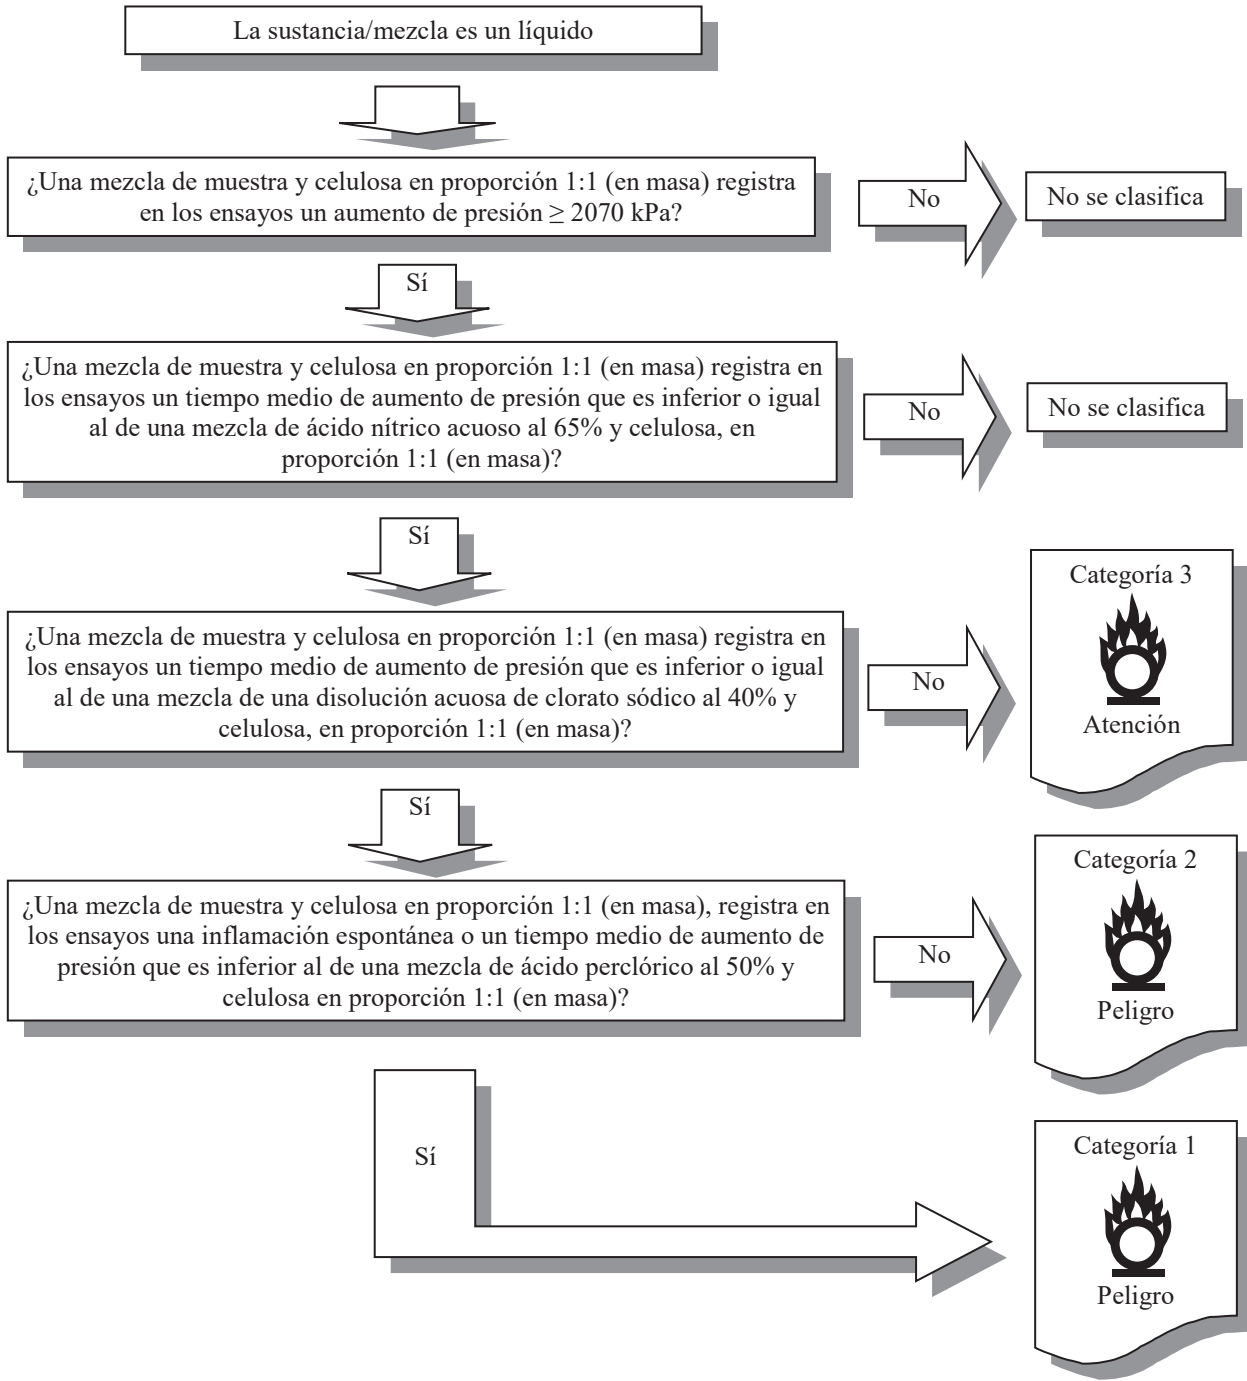 La sustancia/mezcla es un líquido
¿Una mezcla de muestra y celulosa en proporción 1:1 (en masa) registra
en los ensayos un aumento de presión ≥ 2070 kPa?
No
No se clasifica
Sí
¿Una mezcla de muestra y celulosa en proporción 1:1 (en masa) registra en
los ensayos un tiempo medio de aumento de presión que es inferior o igual
al de una mezcla de ácido nítrico acuoso al 65% y celulosa, en
proporción 1:1 (en masa)?
No
No se clasifica
Sí
¿Una mezcla de muestra y celulosa en proporción 1:1 (en masa) registra en
los ensayos un tiempo medio de aumento de presión que es inferior o igual
al de una mezcla de una disolución acuosa de clorato sódico al 40% y
celulosa, en proporción 1:1 (en masa)?
No
Categoría 3
Atención
Sí
¿Una mezcla de muestra y celulosa en proporción 1:1 (en masa), registra en
los ensayos una inflamación espontánea o un tiempo medio de aumento de
presión que es inferior al de una mezcla de ácido perclórico al 50% y
celulosa en proporción 1:1 (en masa)?
No
Categoría 2
Peligro
Sí
Categoría 1
Peligro